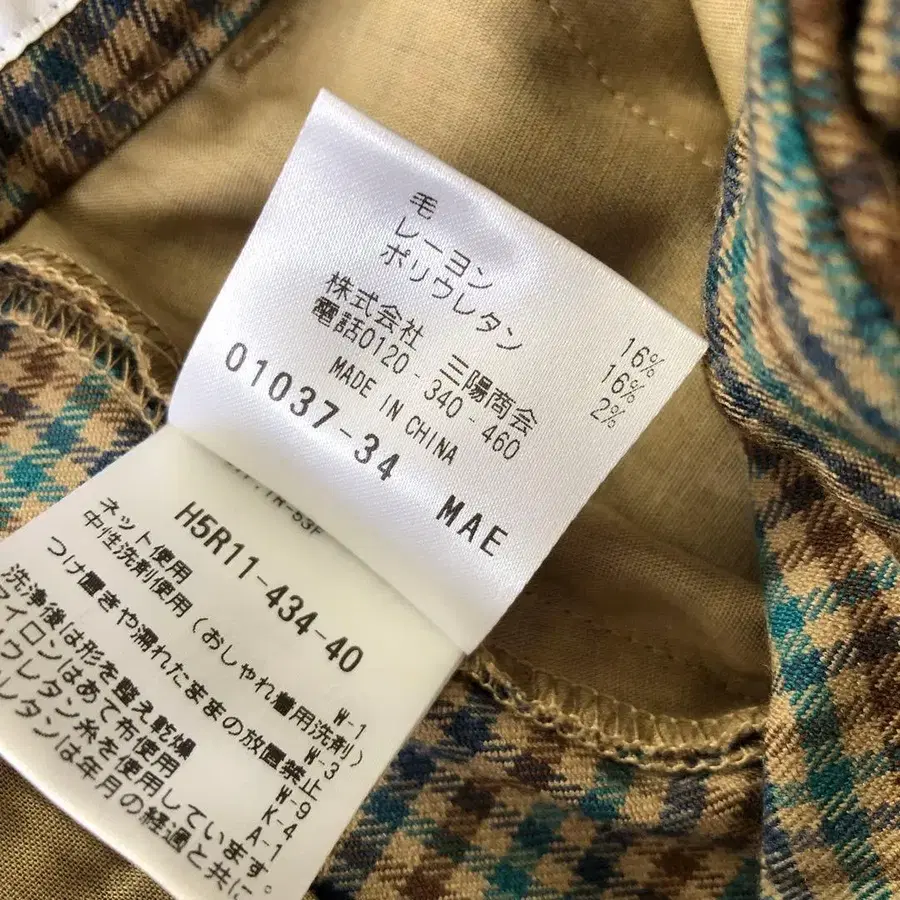 毛 16%
レーヨン 16%
ポリウレタン 2%
株式会社 三陽商会
電話0120-340-460
MADE IN CHINA
01037-34 MAE
H5R11-434-40
ネット使用 W-1
中性洗剤使用(おしゃれ着用洗剤) W-3
つけ置きや濡れたままの放置禁止 W-9
洗浄後は形を整え乾燥 K-4
アイロンはあて布使用 A-1
ウレタン糸を使用しています。
レタンは年月の経過と共に